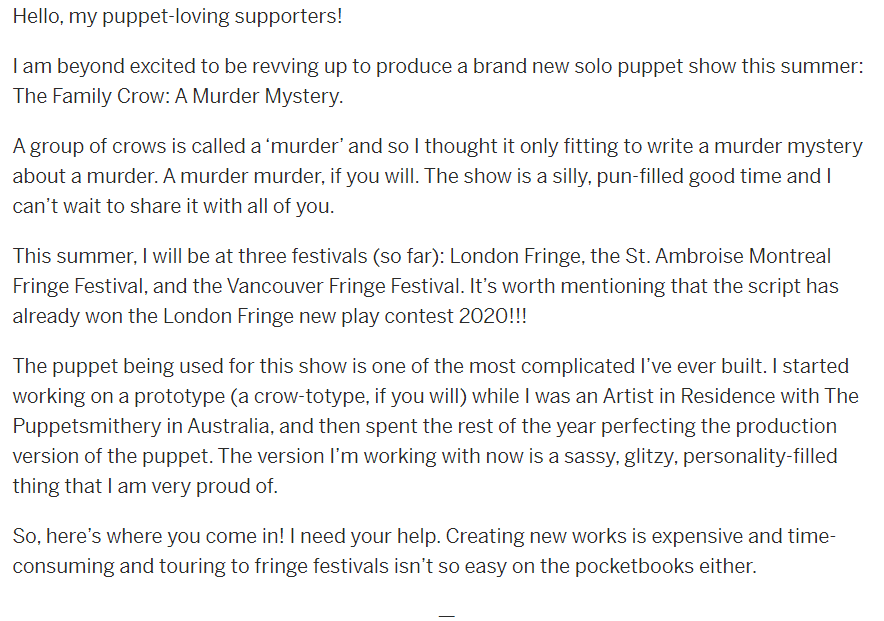 Hello, my puppet-loving supporters!
I am beyond excited to be revving up to produce a brand new solo puppet show this summer:
The Family Crow: A Murder Mystery.
A group of crows is called a ‘murder’ and so I thought it only fitting to write a murder mystery
about a murder. A murder murder, if you will. The show is a silly, pun-filled good time and I
can’t wait to share it with all of you.
This summer, I will be at three festivals (so far): London Fringe, the St. Ambroise Montreal
Fringe Festival, and the Vancouver Fringe Festival. It’s worth mentioning that the script has
already won the London Fringe new play contest 2020!!!
The puppet being used for this show is one of the most complicated I’ve ever built. I started
working on a prototype (a crow-totype, if you will) while I was an Artist in Residence with The
Puppetsmithery in Australia, and then spent the rest of the year perfecting the production
version of the puppet. The version I’m working with now is a sassy, glitzy, personality-filled
thing that I am very proud of.
So, here’s where you come in! I need your help. Creating new works is expensive and time-
consuming and touring to fringe festivals isn’t so easy on the pocketbooks either.